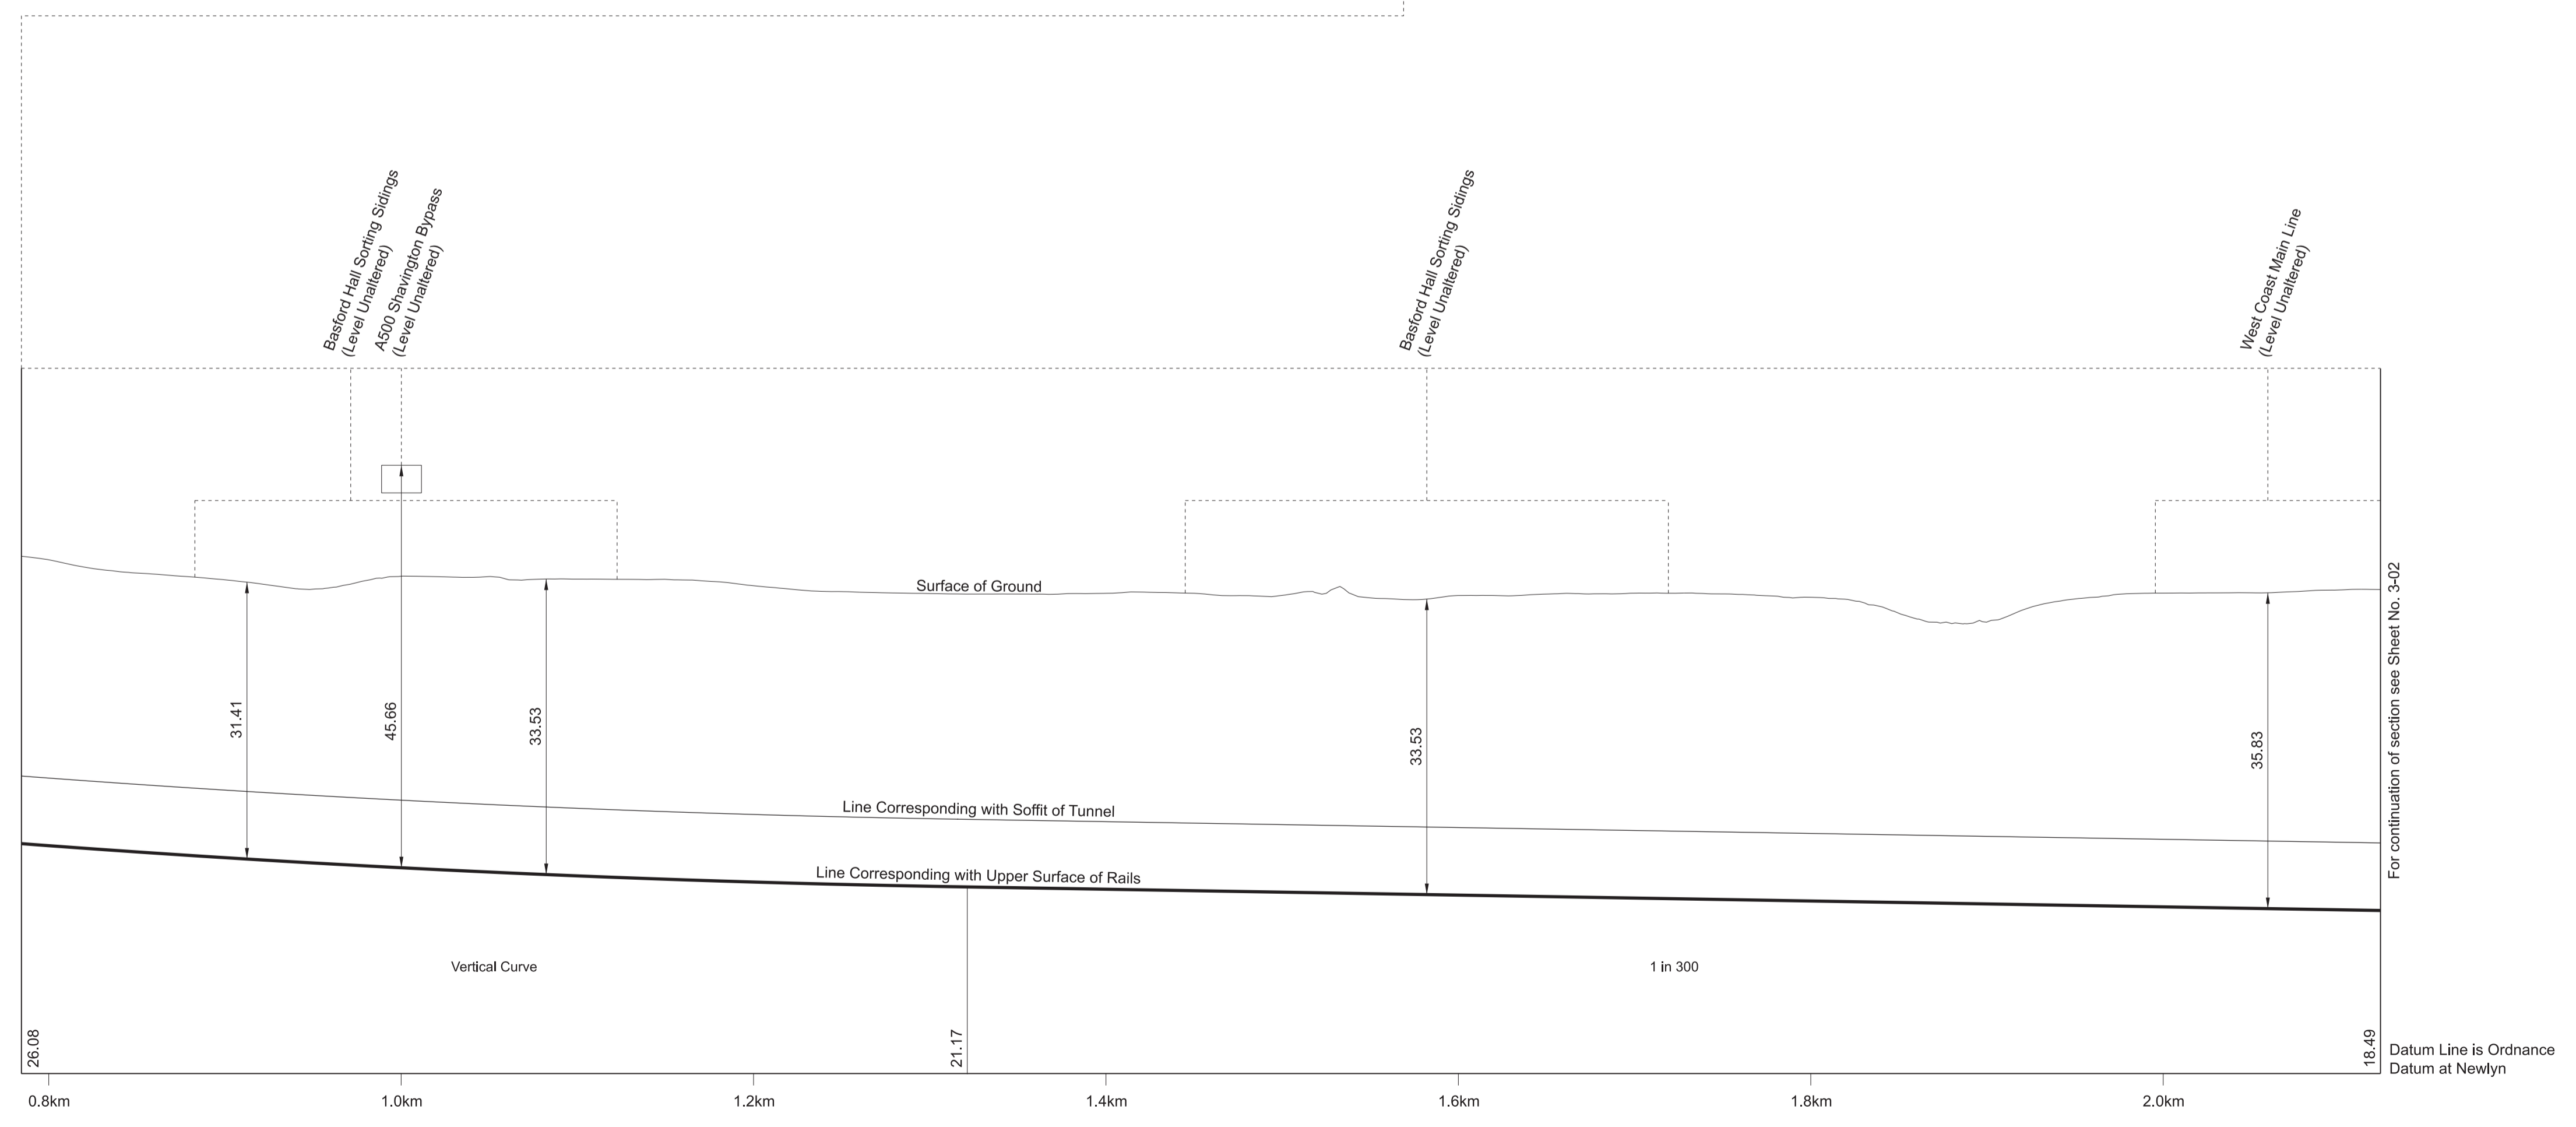 Basford Hall Sorting Sidings
(Level Unaltered)
A500 Shavington Bypass
(Level Unaltered)
Basford Hall Sorting Sidings
(Level Unaltered)
West Coast Main Line
(Level Unaltered)
Surface of Ground
31.41
45.66
33.53
33.53
35.83
For continuation of section see Sheet No. 3-02
Line Corresponding with Soffit of Tunnel
Line Corresponding with Upper Surface of Rails
Vertical Curve
1 in 300
26.08
21.17
18.49
Datum Line is Ordnance
Datum at Newlyn
0.8km
1.0km
1.2km
1.4km
1.6km
1.8km
2.0km